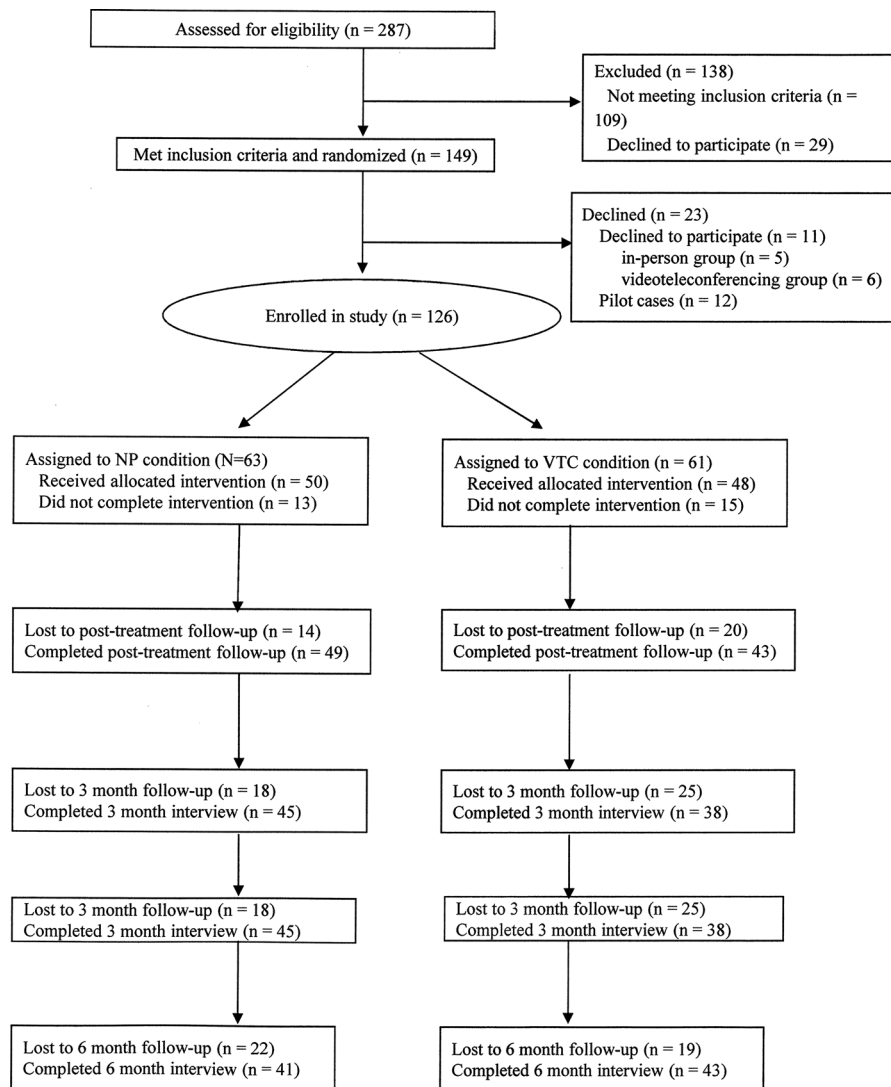 Assessed for eligibility (n = 287)
Excluded (n = 138)
Not meeting inclusion criteria (n =
109)
Declined to participate (n = 29)
Met inclusion criteria and randomized (n = 149)
Declined (n = 23)
Declined to participate (n = 11)
in-person group (n = 5)
videoteleconferencing group (n = 6)
Pilot cases (n = 12)
Enrolled in study (n = 126)
Assigned to NP condition (N=63)
Received allocated intervention (n = 50)
Did not complete intervention (n = 13)
Assigned to VTC condition (n = 61)
Received allocated intervention (n = 48)
Did not complete intervention (n = 15)
Lost to post-treatment follow-up (n = 14)
Completed post-treatment follow-up (n = 49)
Lost to post-treatment follow-up (n = 20)
Completed post-treatment follow-up (n = 43)
Lost to 3 month follow-up (n = 18)
Completed 3 month interview (n = 45)
Lost to 3 month follow-up (n = 25)
Completed 3 month interview (n = 38)
Lost to 3 month follow-up (n = 18)
Completed 3 month interview (n = 45)
Lost to 3 month follow-up (n = 25)
Completed 3 month interview (n = 38)
Lost to 6 month follow-up (n = 22)
Completed 6 month interview (n = 41)
Lost to 6 month follow-up (n = 19)
Completed 6 month interview (n = 43)